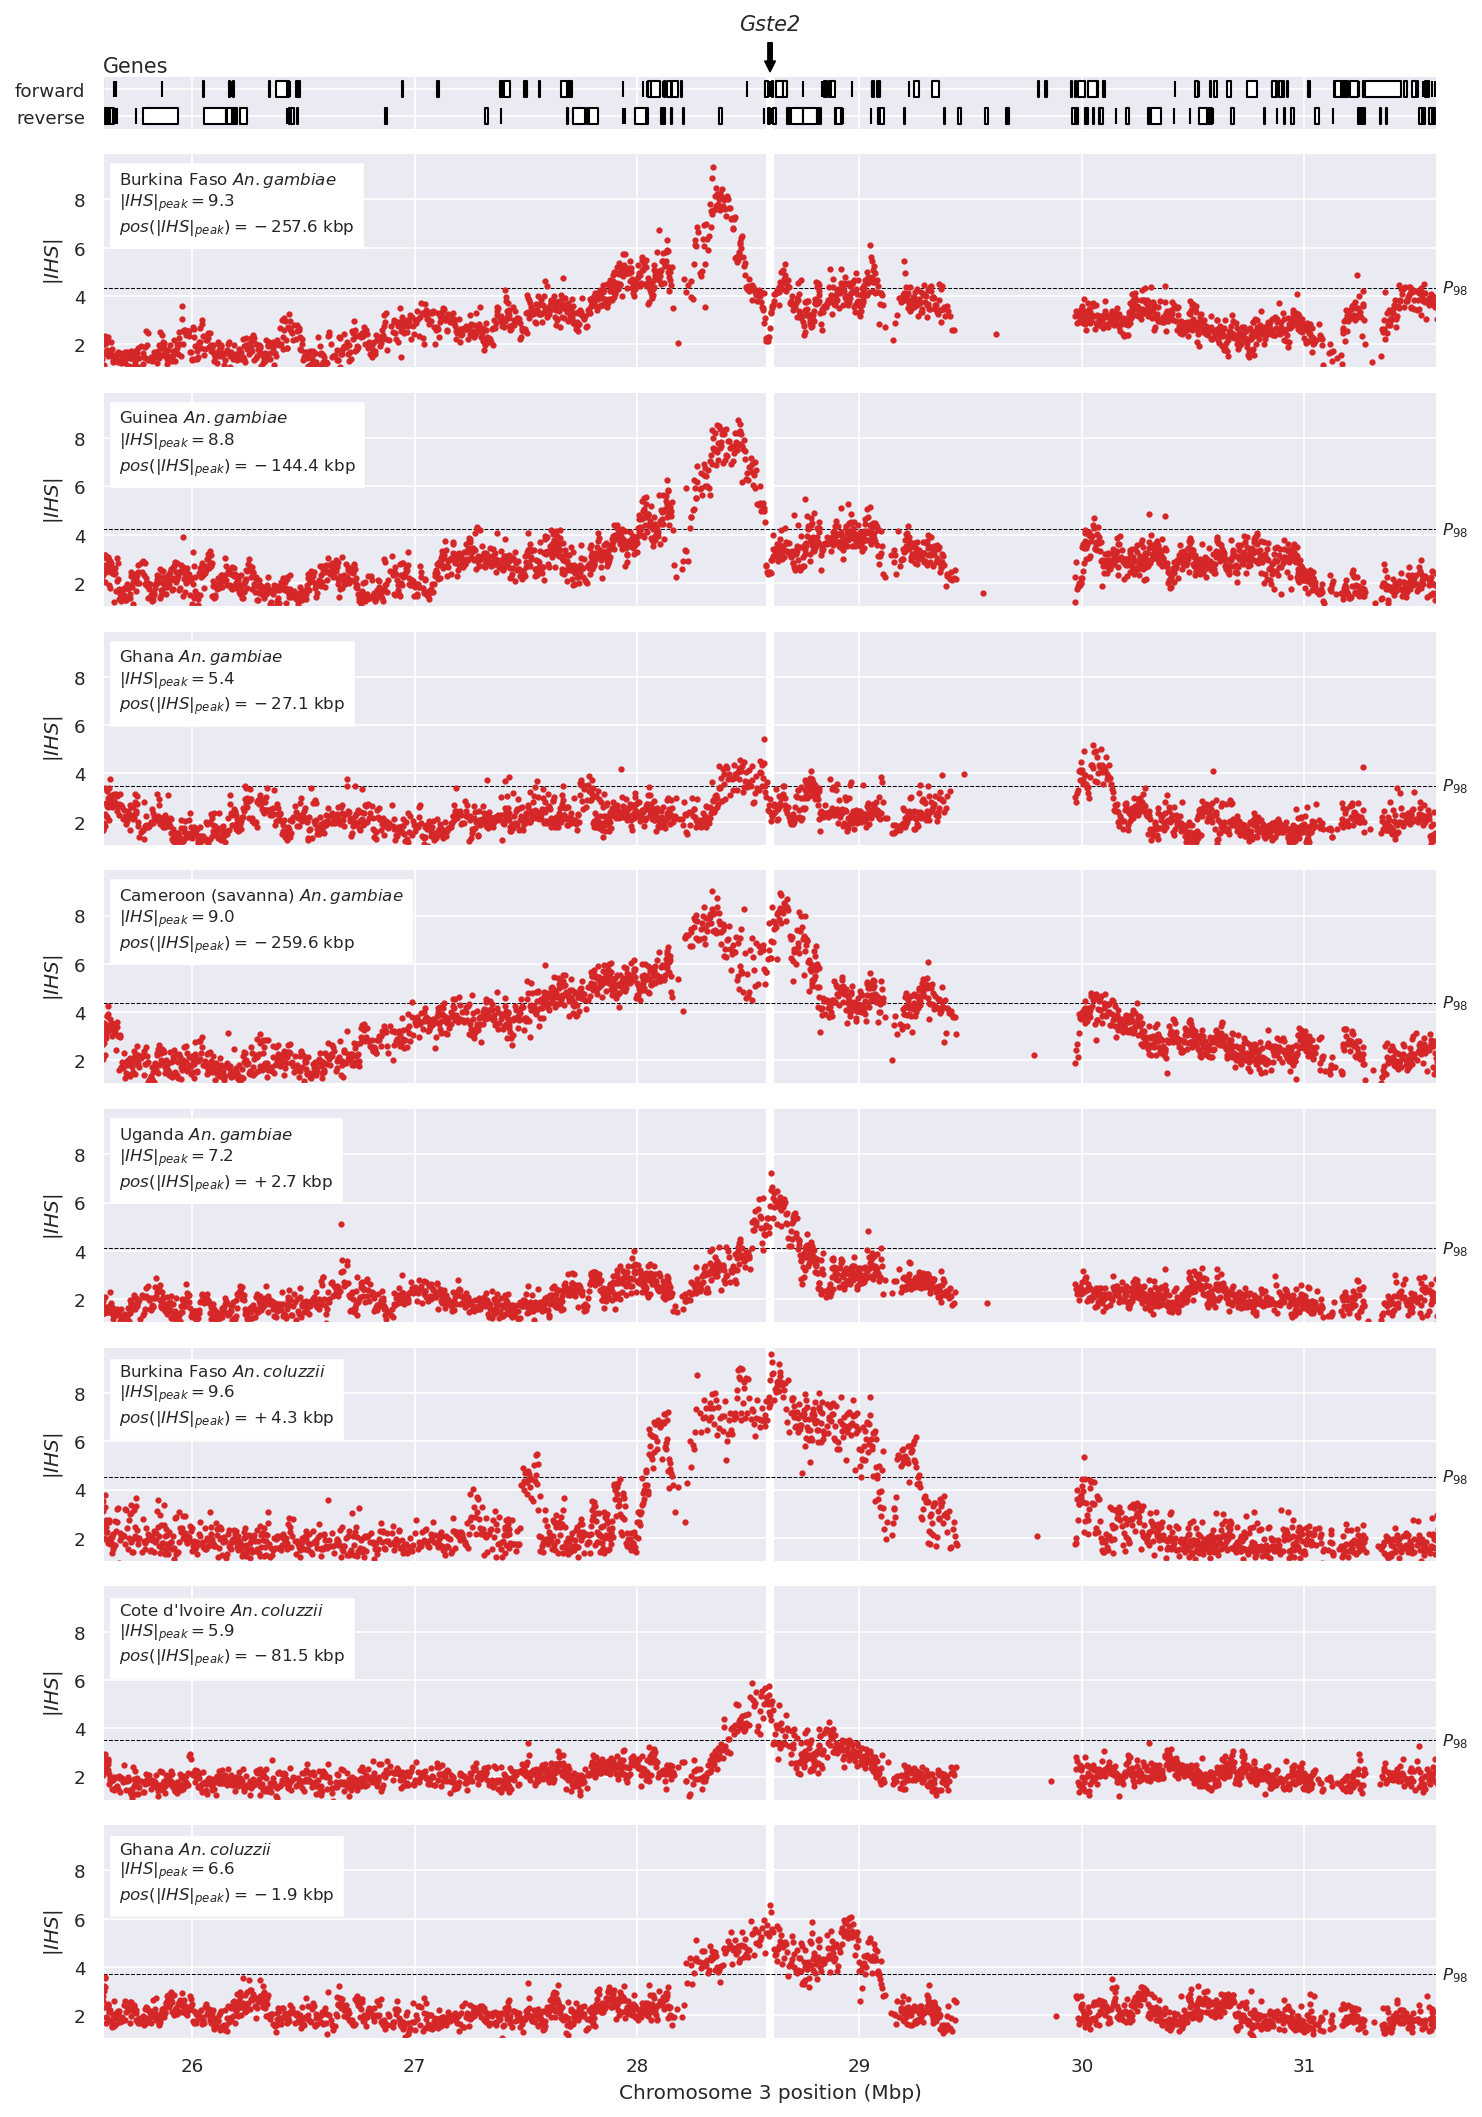 Gste2
Genes
forward
reverse
Burkina Faso An. gambiae
|IHS|peak = 9.3
pos(|IHS|peak) = − 257.6 kbp
8
6
4
2
|IHS|
P98
Guinea An. gambiae
|IHS|peak = 8.8
pos(|IHS|peak) = − 144.4 kbp
8
6
4
2
|IHS|
P98
Ghana An. gambiae
|IHS|peak = 5.4
pos(|IHS|peak) = − 27.1 kbp
8
6
4
2
|IHS|
P98
Cameroon (savanna) An. gambiae
|IHS|peak = 9.0
pos(|IHS|peak) = − 259.6 kbp
8
6
4
2
|IHS|
P98
Uganda An. gambiae
|IHS|peak = 7.2
pos(|IHS|peak) = + 2.7 kbp
8
6
4
2
|IHS|
P98
Burkina Faso An. coluzzii
|IHS|peak = 9.6
pos(|IHS|peak) = + 4.3 kbp
8
6
4
2
|IHS|
P98
Cote d'Ivoire An. coluzzii
|IHS|peak = 5.9
pos(|IHS|peak) = − 81.5 kbp
8
6
4
2
|IHS|
P98
Ghana An. coluzzii
|IHS|peak = 6.6
pos(|IHS|peak) = − 1.9 kbp
8
6
4
2
|IHS|
P98
26 27 28 29 30 31
Chromosome 3 position (Mbp)